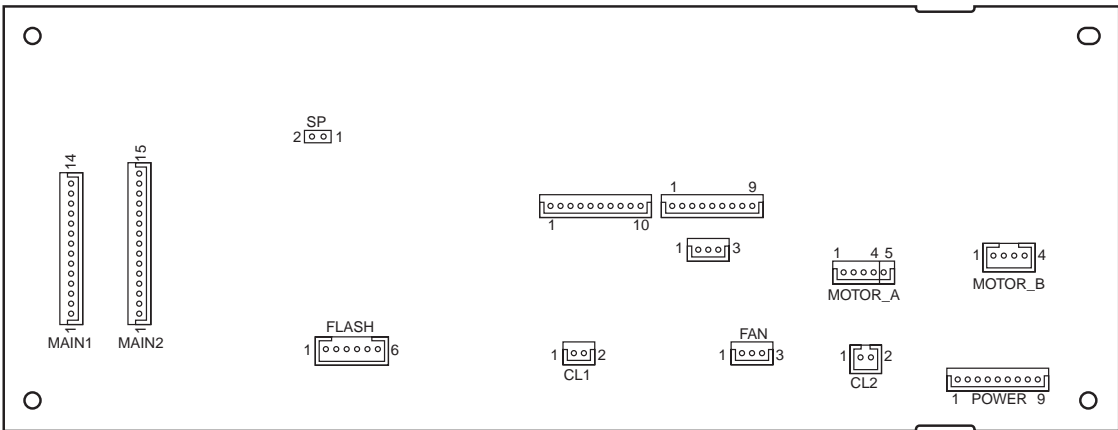 SP
2 1
14
15
1 9
1 10
1 3
1 4 5
MOTOR_A
1 4
MOTOR_B
1
MAIN1
1
MAIN2
FLASH
1 6
1 2
CL1
FAN
1 3
1 2
CL2
1 POWER 9